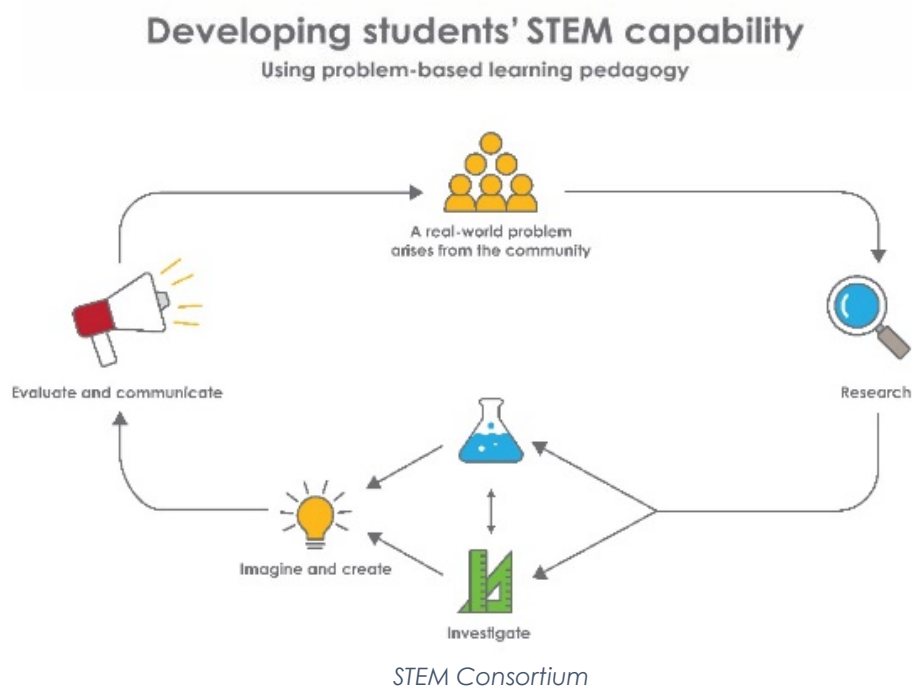 Developing students' STEM capability
Using problem-based learning pedagogy
A real-world problem
arises from the community
Research
Evaluate and communicate
Imagine and create
Investigate
STEM Consortium